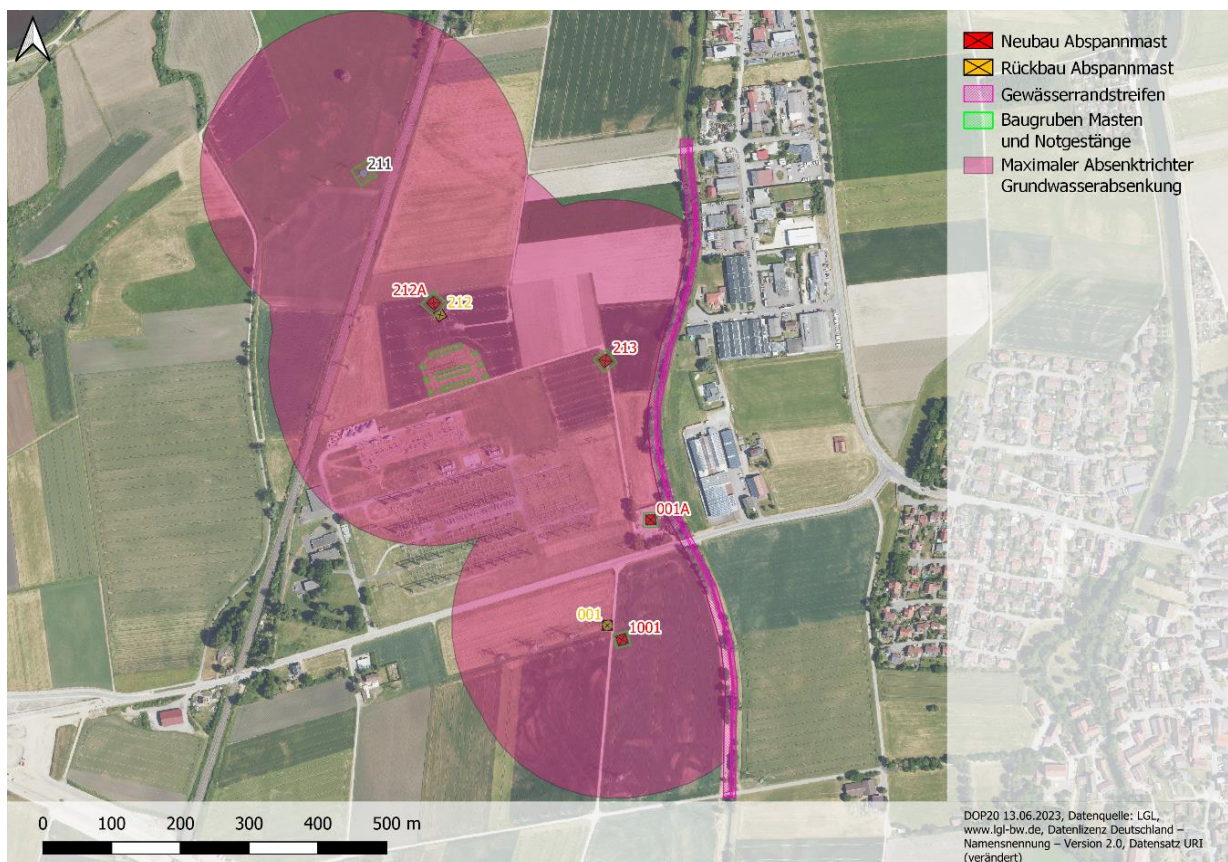 Neubau Abspannmast
Rückbau Abspannmast
Gewässerrandstreifen
Baugruben Masten
und Notgestänge
Maximaler Absenktrichter
Grundwasserabsenkung
211
212A
212
213
001A
001
1001
0 100 200 300 400 500 m
DOP20 13.06.2023, Datenquelle: LGL,
www.lgl-bw.de, Datenlizenz Deutschland –
Namensnennung – Version 2.0, Datensatz URI
(verändert)